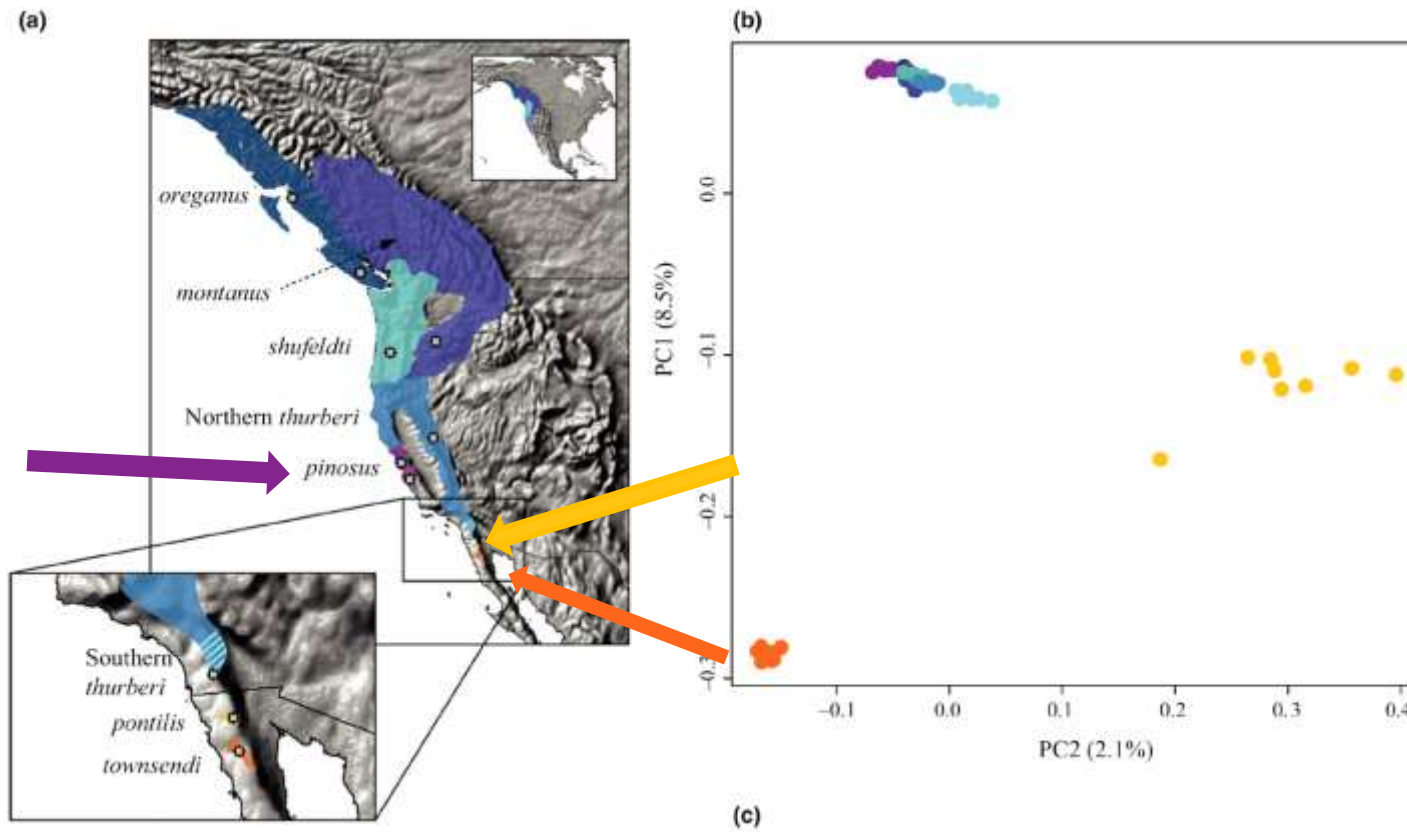 (a)
oreganus
montanus
shufeldti
Northern thurberi
pinosus
Southern
thurberi
pontilis
townsendi
(b)
PC1 (8.5%)
0.0
−0.1
−0.2
−0.3
−0.1
0.0
0.1
0.2
0.3
0.4
PC2 (2.1%)
(c)